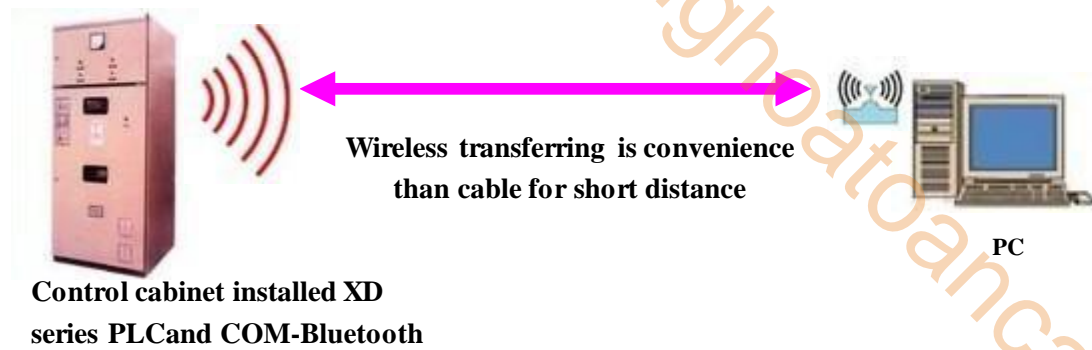 Wireless transferring is convenience
than cable for short distance
PC
Control cabinet installed XD
series PLCand COM-Bluetooth